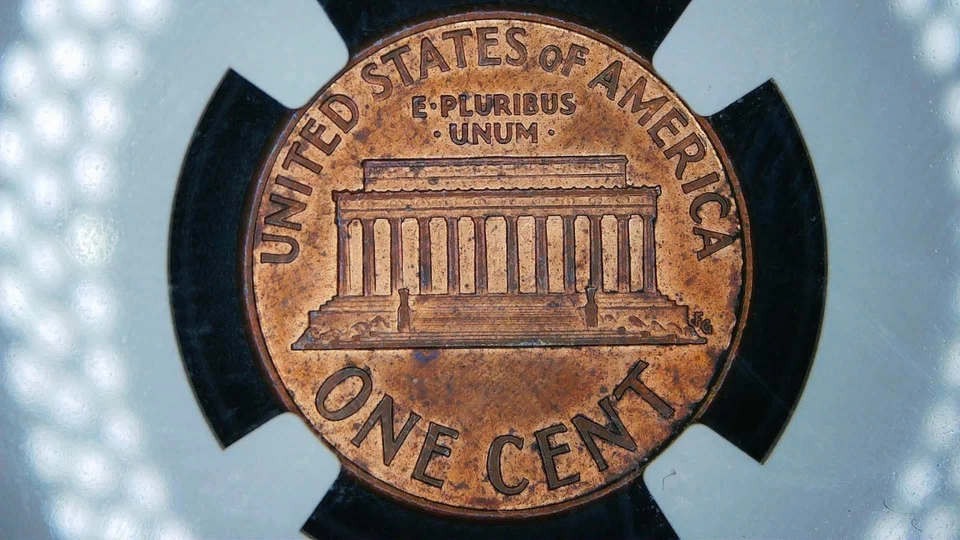 UNITED STATES OF AMERICA
E·PLURIBUS
·UNUM·
FG
ONE CENT